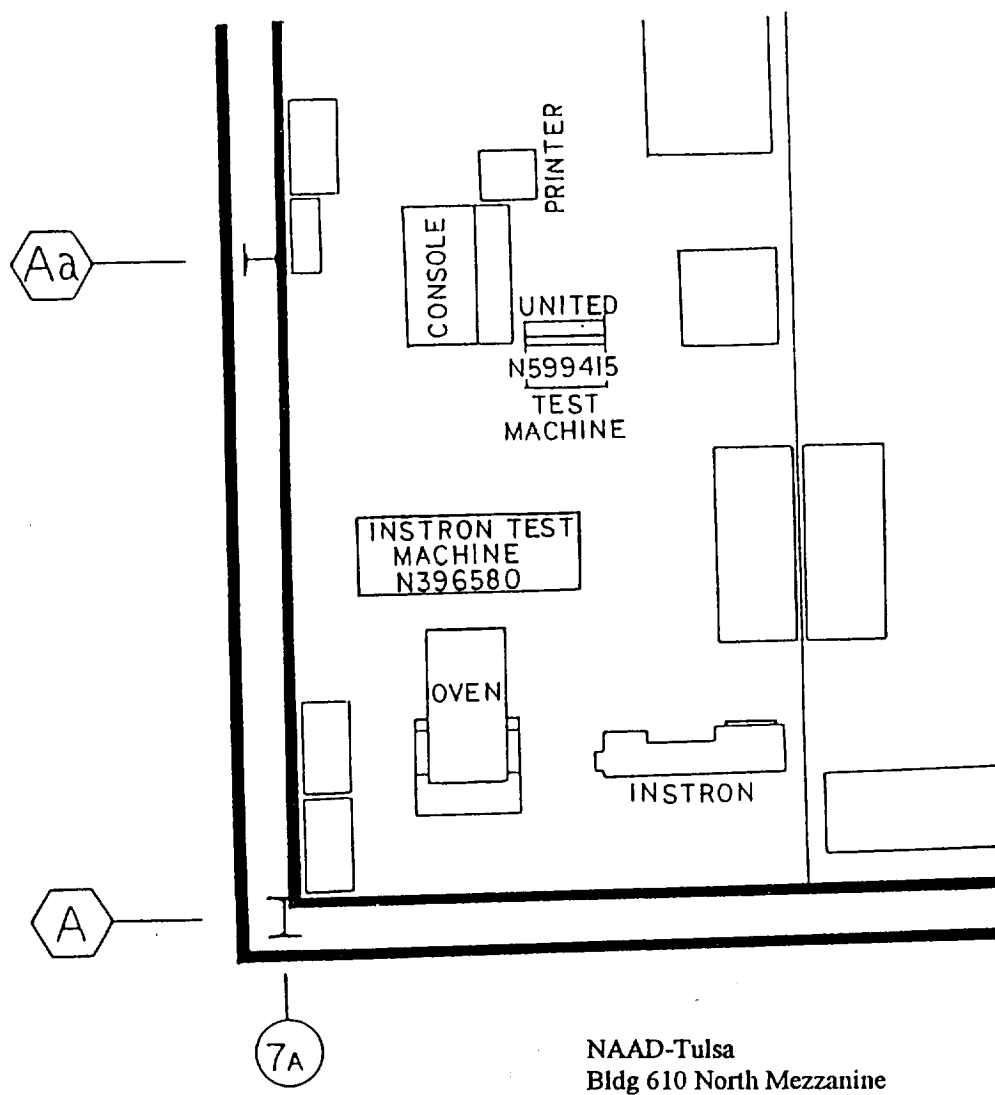 PRINTER
Aa
CONSOLE
UNITED
N599415
TEST
MACHINE
INSTRON TEST
MACHINE
N396580
OVEN
INSTRON
A
7A
NAAD-Tulsa
Bldg 610 North Mezzanine